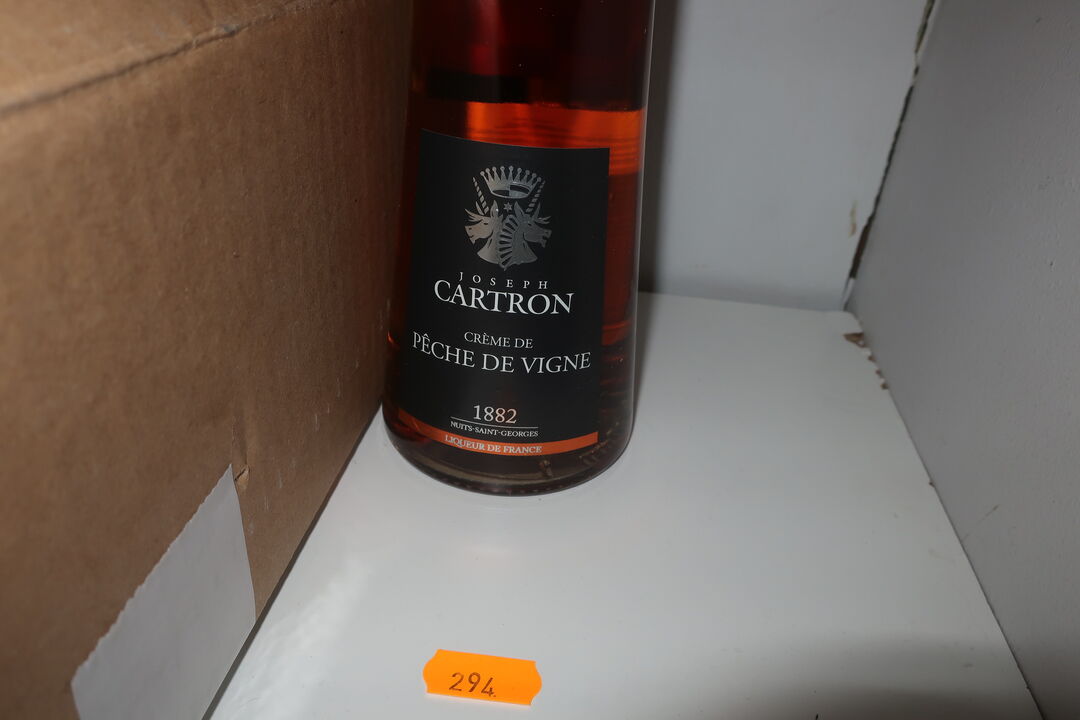 JOSEPH
CARTRON
CRÈME DE
PÊCHE DE VIGNE
1882
NUITS-SAINT-GEORGES
LIQUEUR DE FRANCE
294